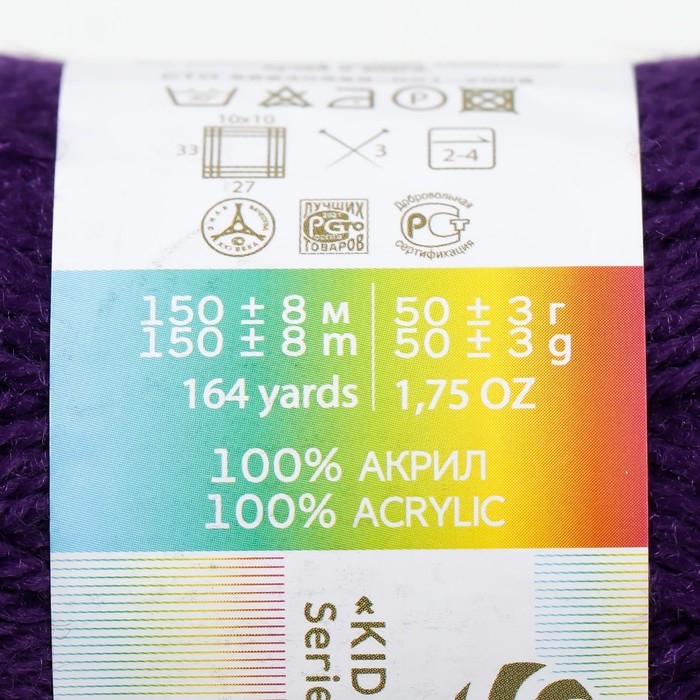 10x10
33
3
2-4
27
ЛУЧШИХ
ТОВАРОВ
Добровольная
РСТ
сертификация
150 ± 8 м 50 ± 3 г
150 ± 8 m 50 ± 3 g
164 yards 1,75 OZ
100% АКРИЛ
100% ACRYLIC
“KID
Serie